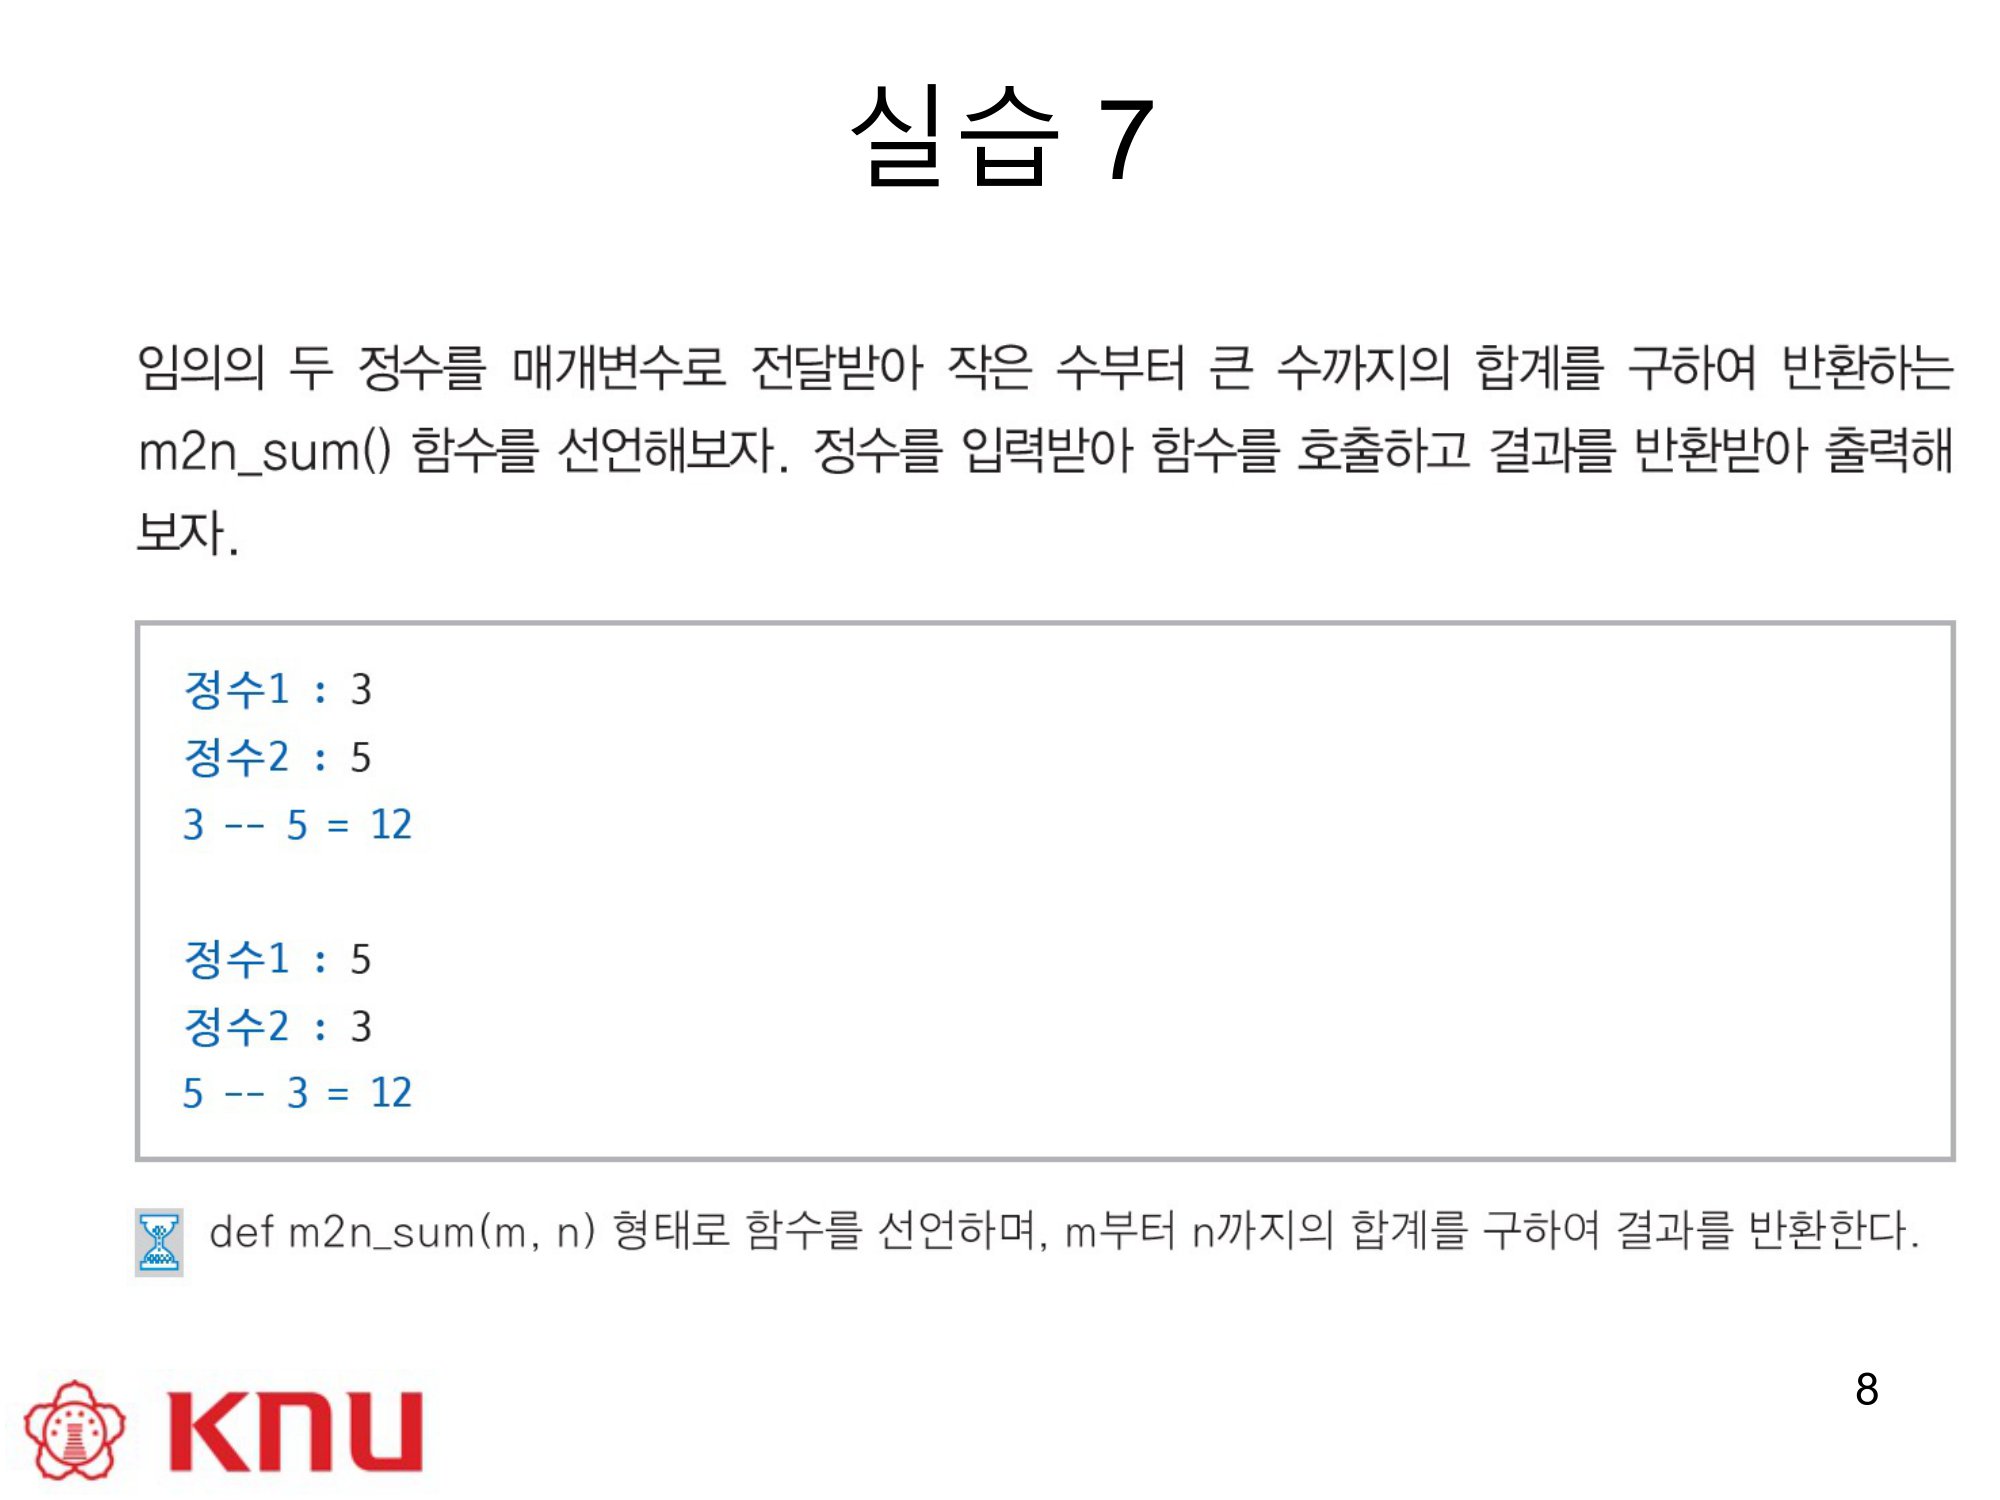 실습 7
임의의 두 정수를 매개변수로 전달받아 작은 수부터 큰 수까지의 합계를 구하여 반환하는
m2n_sum() 함수를 선언해보자. 정수를 입력받아 함수를 호출하고 결과를 반환받아 출력해
보자.
정수1 : 3
정수2 : 5
3 -- 5 = 12
정수1 : 5
정수2 : 3
5 -- 3 = 12
def m2n_sum(m, n) 형태로 함수를 선언하며, m부터 n까지의 합계를 구하여 결과를 반환한다.
8
KNU